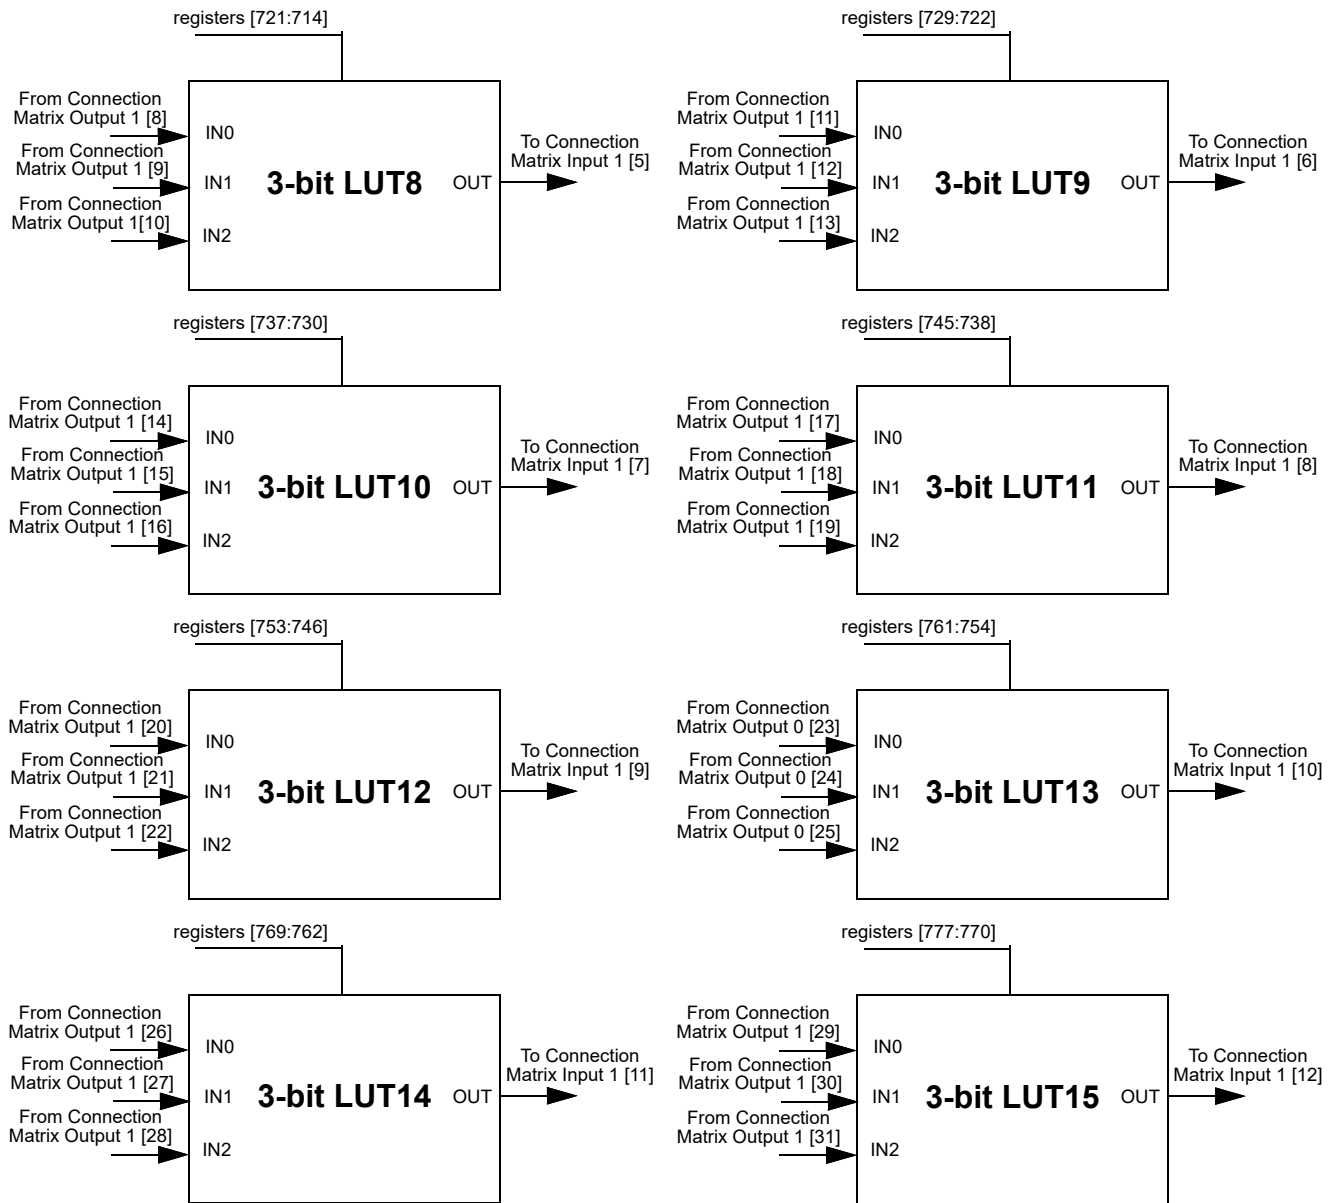 registers [721:714]
From Connection
Matrix Output 1 [8]
IN0
From Connection
Matrix Output 1 [9]
IN1
From Connection
Matrix Output 1[10]
IN2
3-bit LUT8
OUT
To Connection
Matrix Input 1 [5]
registers [729:722]
From Connection
Matrix Output 1 [11]
IN0
From Connection
Matrix Output 1 [12]
IN1
From Connection
Matrix Output 1 [13]
IN2
3-bit LUT9
OUT
To Connection
Matrix Input 1 [6]
registers [737:730]
From Connection
Matrix Output 1 [14]
IN0
From Connection
Matrix Output 1 [15]
IN1
From Connection
Matrix Output 1 [16]
IN2
3-bit LUT10
OUT
To Connection
Matrix Input 1 [7]
registers [745:738]
From Connection
Matrix Output 1 [17]
IN0
From Connection
Matrix Output 1 [18]
IN1
From Connection
Matrix Output 1 [19]
IN2
3-bit LUT11
OUT
To Connection
Matrix Input 1 [8]
registers [753:746]
From Connection
Matrix Output 1 [20]
IN0
From Connection
Matrix Output 1 [21]
IN1
From Connection
Matrix Output 1 [22]
IN2
3-bit LUT12
OUT
To Connection
Matrix Input 1 [9]
registers [761:754]
From Connection
Matrix Output 0 [23]
IN0
From Connection
Matrix Output 0 [24]
IN1
From Connection
Matrix Output 0 [25]
IN2
3-bit LUT13
OUT
To Connection
Matrix Input 1 [10]
registers [769:762]
From Connection
Matrix Output 1 [26]
IN0
From Connection
Matrix Output 1 [27]
IN1
From Connection
Matrix Output 1 [28]
IN2
3-bit LUT14
OUT
To Connection
Matrix Input 1 [11]
registers [777:770]
From Connection
Matrix Output 1 [29]
IN0
From Connection
Matrix Output 1 [30]
IN1
From Connection
Matrix Output 1 [31]
IN2
3-bit LUT15
OUT
To Connection
Matrix Input 1 [12]